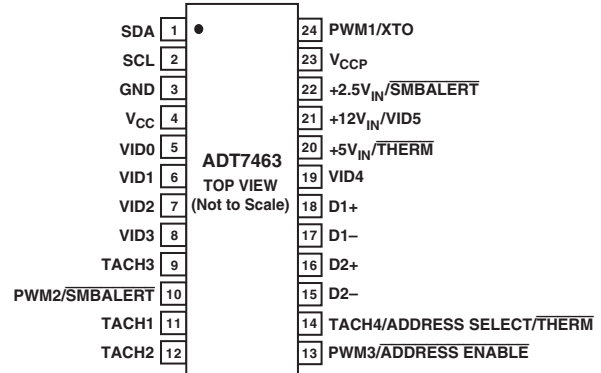 SDA 1
SCL 2
GND 3
VCC 4
VID0 5
VID1 6
VID2 7
VID3 8
TACH3 9
PWM2/SMBALERT 10
TACH1 11
TACH2 12
ADT7463
TOP VIEW
(Not to Scale)
24 PWM1/XTO
23 VCCP
22 +2.5VIN/SMBALERT
21 +12VIN/VID5
20 +5VIN/THERM
19 VID4
18 D1+
17 D1–
16 D2+
15 D2–
14 TACH4/ADDRESS SELECT/THERM
13 PWM3/ADDRESS ENABLE